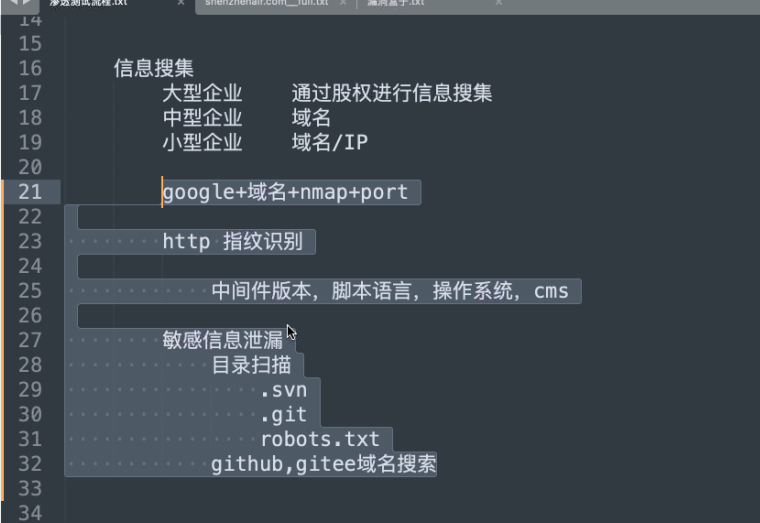 渗透测试流程.txt × shenzhenair.com__full.txt × 漏洞盒子.txt ×
14
15
16 信息搜集
17 大型企业 通过股权进行信息搜集
18 中型企业 域名
19 小型企业 域名/IP
20
21 google+域名+nmap+port
22
23 http 指纹识别
24
25 中间件版本，脚本语言，操作系统，cms
26
27 敏感信息泄漏
28 目录扫描
29 .svn
30 .git
31 robots.txt
32 github,gitee域名搜索
33
34